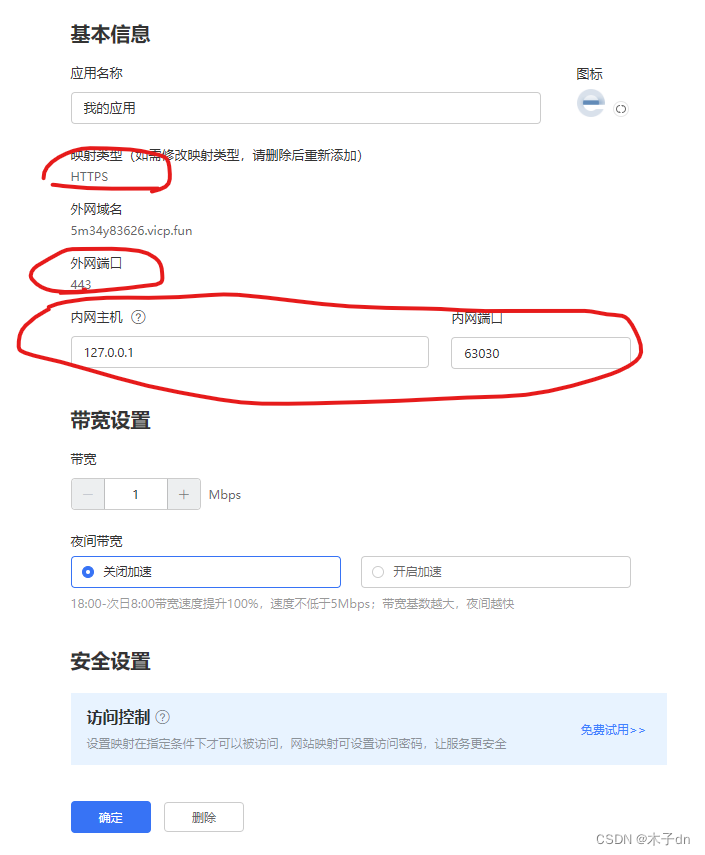 基本信息
应用名称
图标
我的应用
映射类型（如需修改映射类型，请删除后重新添加）
HTTPS
外网域名
5m34y83626.vicp.fun
外网端口
443
内网主机 ?
内网端口
127.0.0.1
63030
带宽设置
带宽
− 1 + Mbps
夜间带宽
关闭加速
开启加速
18:00-次日8:00带宽速度提升100%，速度不低于5Mbps；带宽基数越大，夜间越快
安全设置
访问控制 ?
免费试用>>
设置映射在指定条件下才可以被访问，网站映射可设置访问密码，让服务更安全
确定
删除
CSDN @木子dn